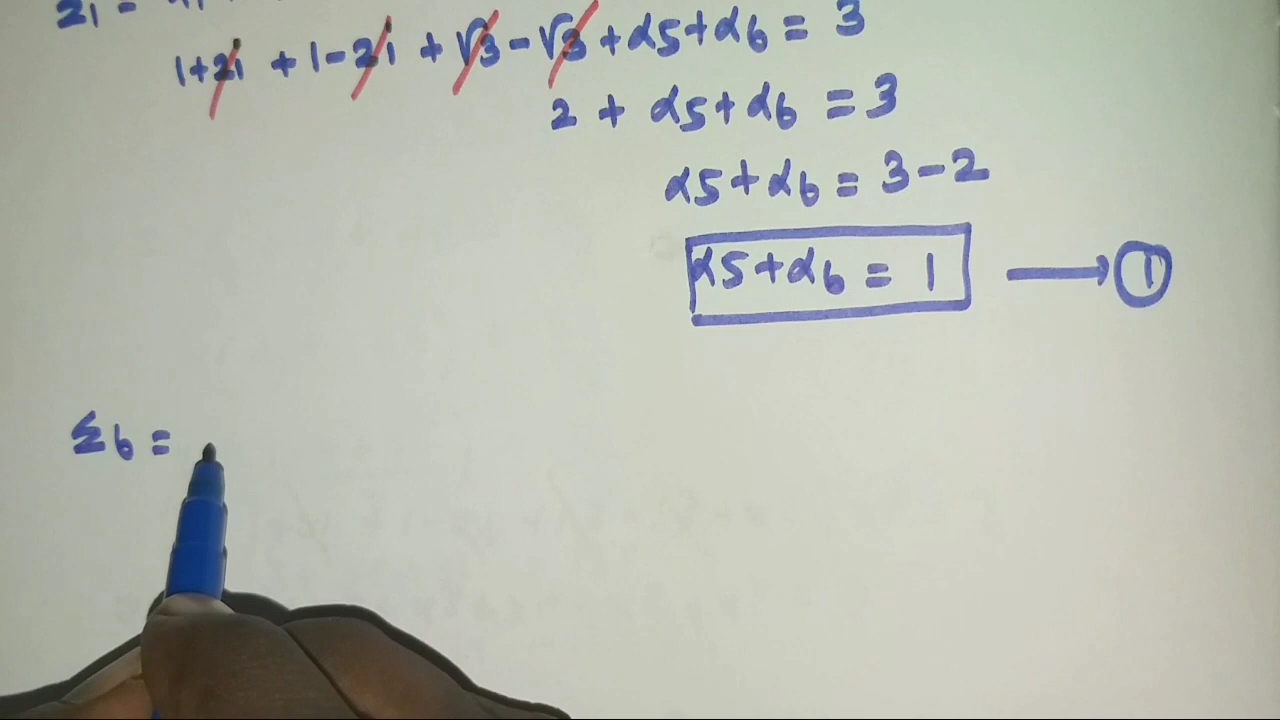 Σ1 =
1+2i + 1-2i + √3 - √3 + α5 + α6 = 3
2 + α5 + α6 = 3
α5 + α6 = 3 - 2
α5 + α6 = 1 → ①
Σ6 =